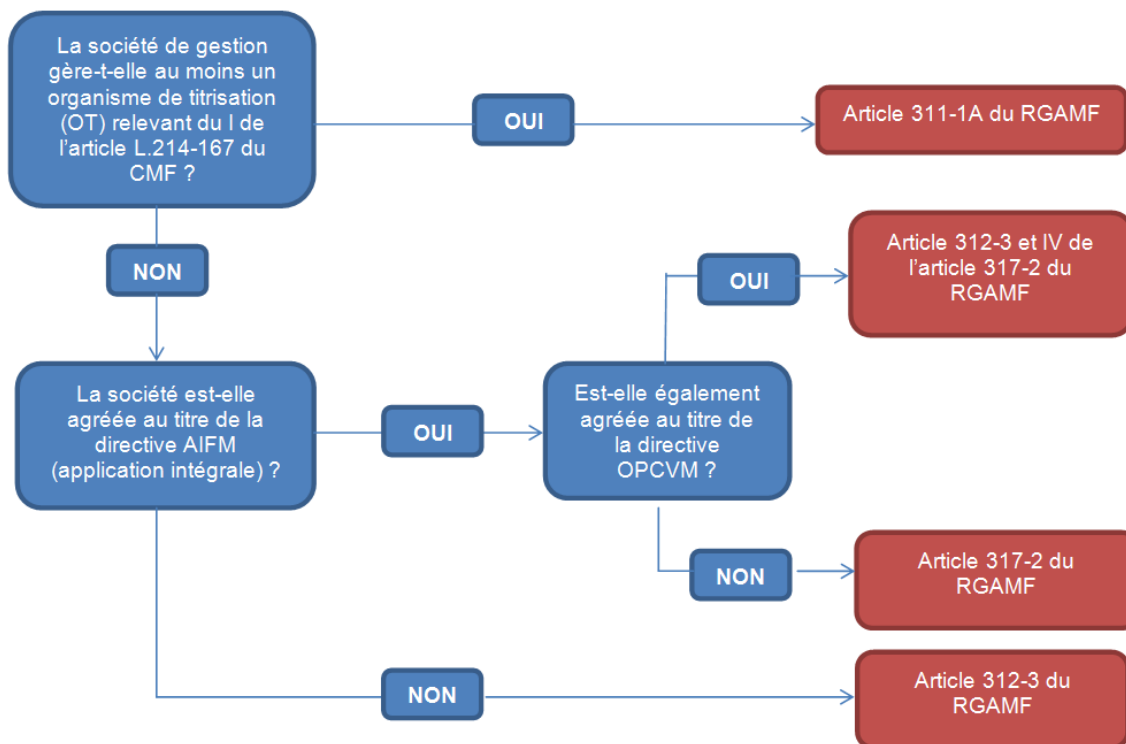 La société de gestion
gère-t-elle au moins un
organisme de titrisation
(OT) relevant du I de
l'article L.214-167 du
CMF ?
OUI
Article 311-1A du RGAMF
NON
Article 312-3 et IV de
l'article 317-2 du
RGAMF
OUI
La société est-elle
agréée au titre de la
directive AIFM
(application intégrale) ?
OUI
Est-elle également
agréée au titre de
la directive
OPCVM ?
NON
Article 317-2 du
RGAMF
NON
Article 312-3 du
RGAMF